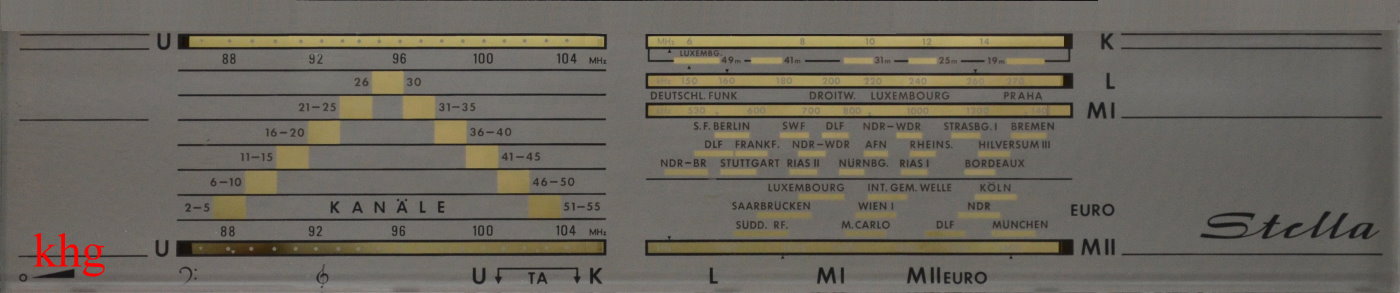 U K
MHz 6 8 10 12 14
88 92 96 100 104 MHz
LUXEMBG. 49m 41m 31m 25m 19m
26 30
kHz 150 160 180 200 220 240 260 270 L
21–25 31–35
DEUTSCHL. FUNK DROITW. LUXEMBOURG PRAHA
kHz 530 600 700 800 1000 1200 MI
16–20 36–40
S.F. BERLIN SWF DLF NDR–WDR STRASBG. I BREMEN
11–15 41–45
DLF FRANKF. NDR–WDR AFN RHEINS. HILVERSUM III
NDR–BR STUTTGART RIAS II NÜRNBG. RIAS I BORDEAUX
6–10 46–50
LUXEMBOURG INT. GEM. WELLE KÖLN
2–5 KANÄLE 51–55
SAARBRÜCKEN WIEN I NDR EURO
88 92 96 100 104 MHz
SUDD. RF. M.CARLO DLF MÜNCHEN
Stella
U MII
khg
U TA K L MI MII EURO